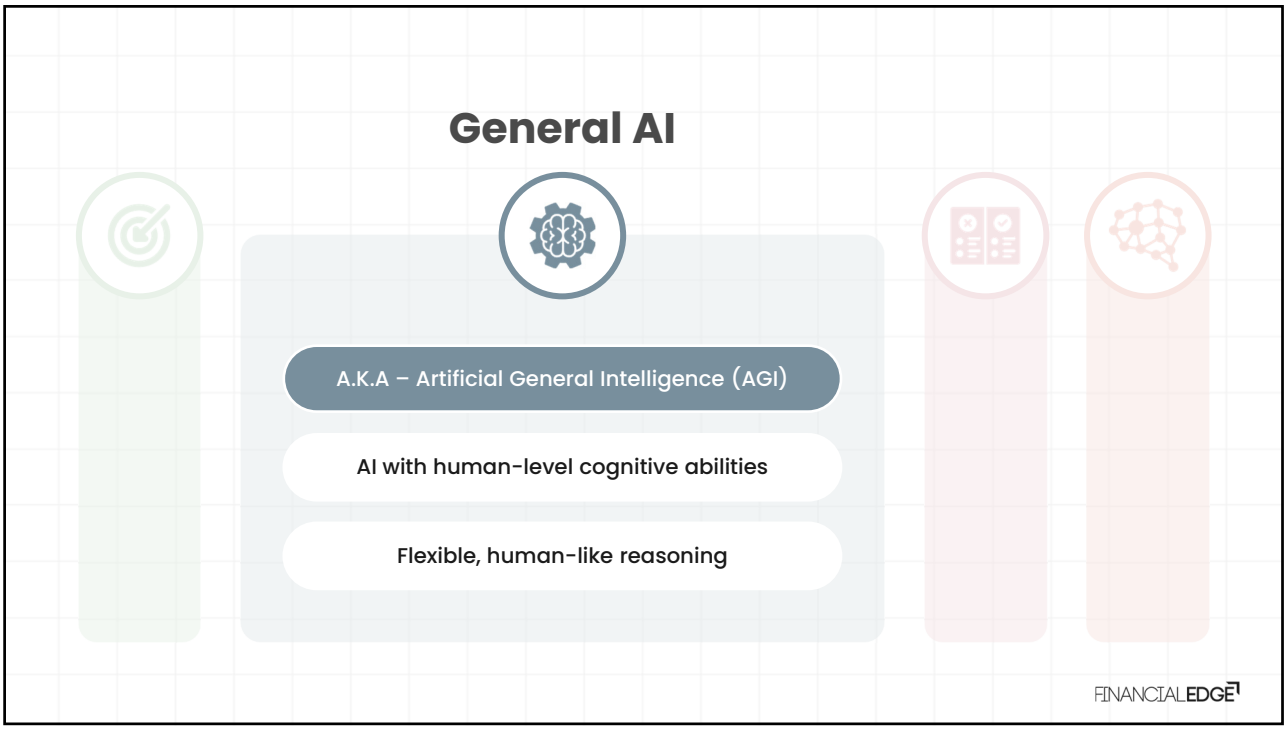 General AI
A.K.A – Artificial General Intelligence (AGI)
AI with human-level cognitive abilities
Flexible, human-like reasoning
FINANCIALEDGE